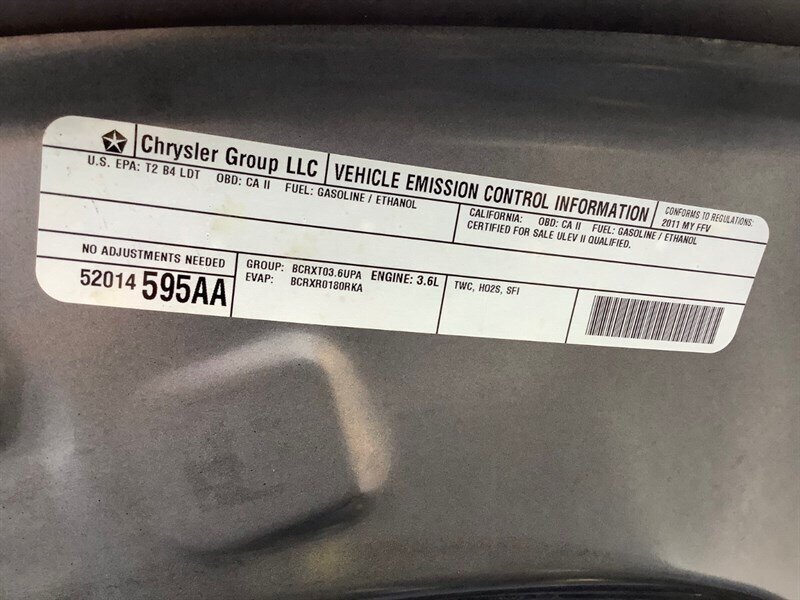 Chrysler Group LLC
VEHICLE EMISSION CONTROL INFORMATION
CONFORMS TO REGULATIONS:
2011 MY FFV
U.S. EPA: T2 B4 LDT OBD: CA II FUEL: GASOLINE / ETHANOL
CALIFORNIA: OBD: CA II FUEL: GASOLINE / ETHANOL
CERTIFIED FOR SALE ULEV II QUALIFIED.
NO ADJUSTMENTS NEEDED
52014 595AA
GROUP: BCRXT03.6UPA ENGINE: 3.6L
EVAP: BCRXR0180RKA
TWC, HO2S, SFI